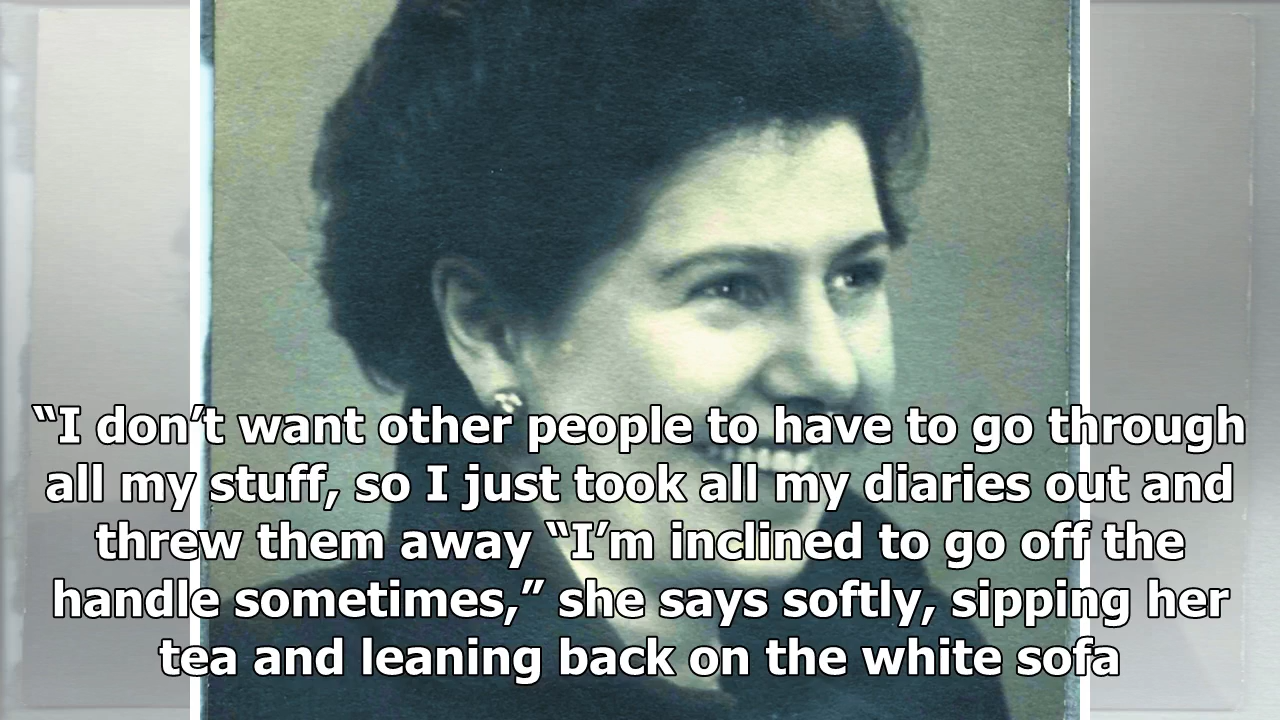 “I don’t want other people to have to go through
all my stuff, so I just took all my diaries out and
threw them away “I’m inclined to go off the
handle sometimes,” she says softly, sipping her
tea and leaning back on the white sofa